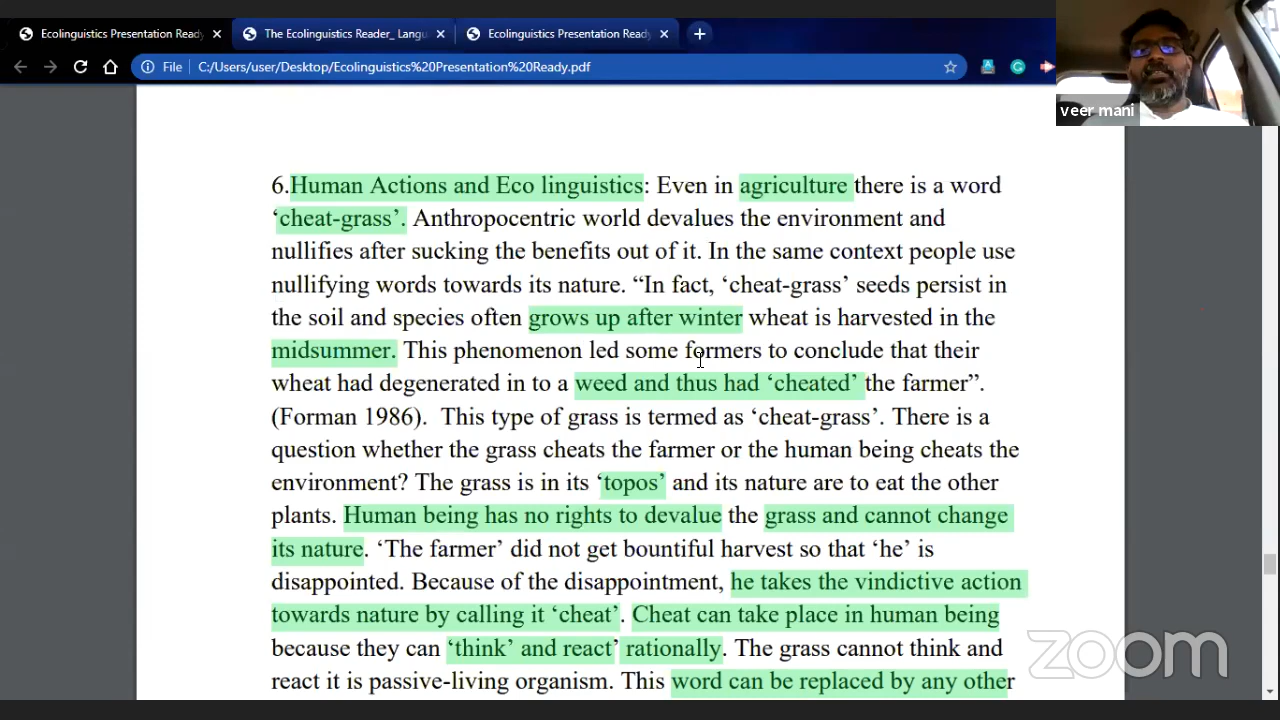 Ecolinguistics Presentation Ready
The Ecolinguistics Reader_ Langu
Ecolinguistics Presentation Ready
File
C:/Users/user/Desktop/Ecolinguistics%20Presentation%20Ready.pdf
veer mani
6.Human Actions and Eco linguistics: Even in agriculture there is a word
‘cheat-grass’. Anthropocentric world devalues the environment and
nullifies after sucking the benefits out of it. In the same context people use
nullifying words towards its nature. “In fact, ‘cheat-grass’ seeds persist in
the soil and species often grows up after winter wheat is harvested in the
midsummer. This phenomenon led some formers to conclude that their
wheat had degenerated in to a weed and thus had ‘cheated’ the farmer”.
(Forman 1986). This type of grass is termed as ‘cheat-grass’. There is a
question whether the grass cheats the farmer or the human being cheats the
environment? The grass is in its ‘topos’ and its nature are to eat the other
plants. Human being has no rights to devalue the grass and cannot change
its nature. ‘The farmer’ did not get bountiful harvest so that ‘he’ is
disappointed. Because of the disappointment, he takes the vindictive action
towards nature by calling it ‘cheat’. Cheat can take place in human being
because they can ‘think’ and react’ rationally. The grass cannot think and
react it is passive-living organism. This word can be replaced by any other
zoom